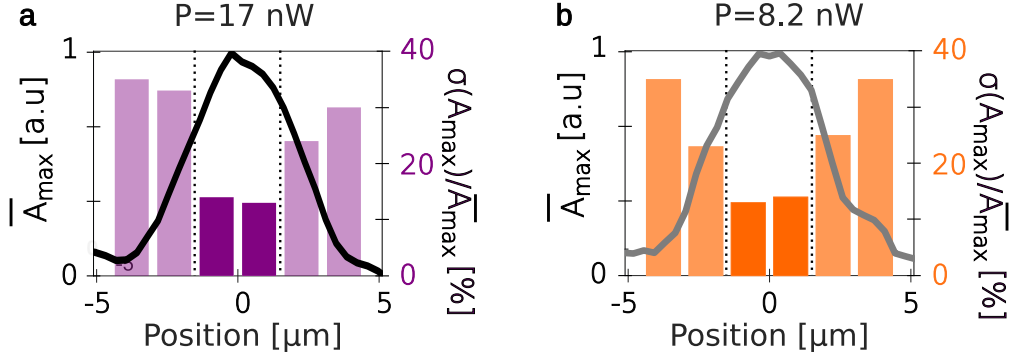 a
P=17 nW
1
0
A̅max [a.u]
40
20
0
σ(Amax)/A̅max [%]
-5
-5
0
5
Position [μm]
b
P=8.2 nW
1
0
A̅max [a.u]
40
20
0
σ(Amax)/A̅max [%]
-5
0
5
Position [μm]